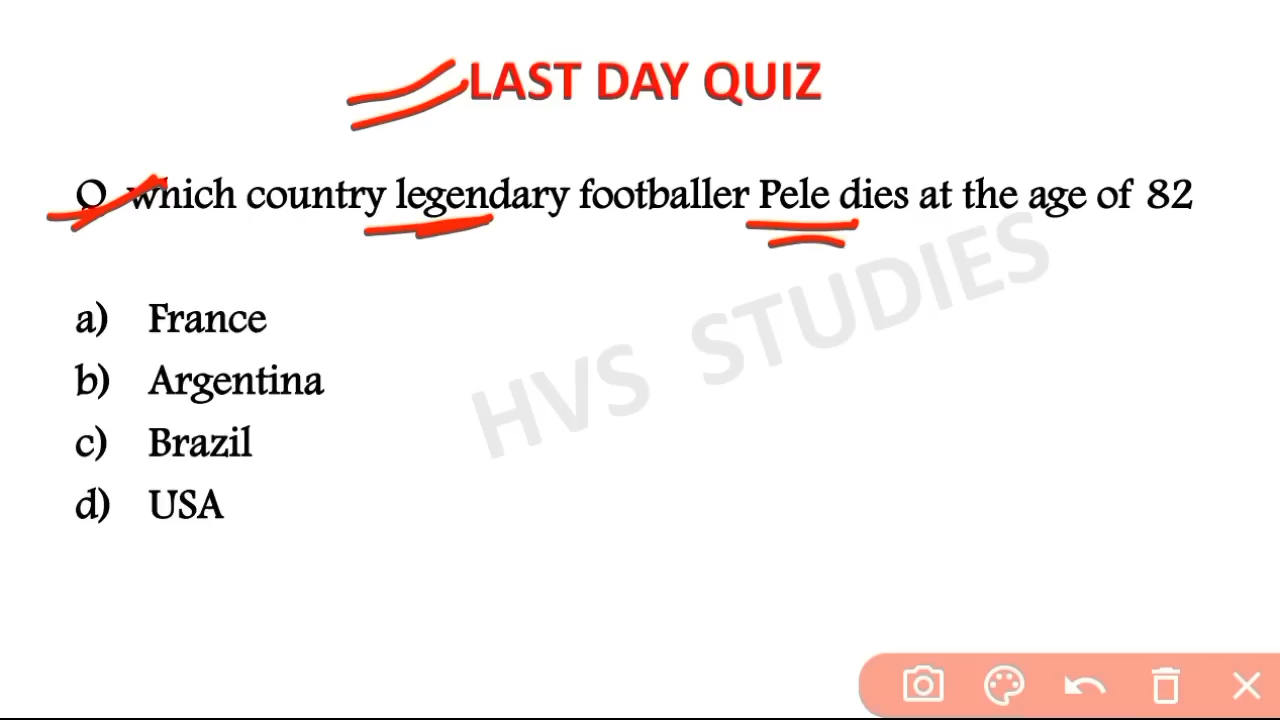 LAST DAY QUIZ
Q which country legendary footballer Pele dies at the age of 82
a) France
b) Argentina
c) Brazil
d) USA
HVS STUDIES